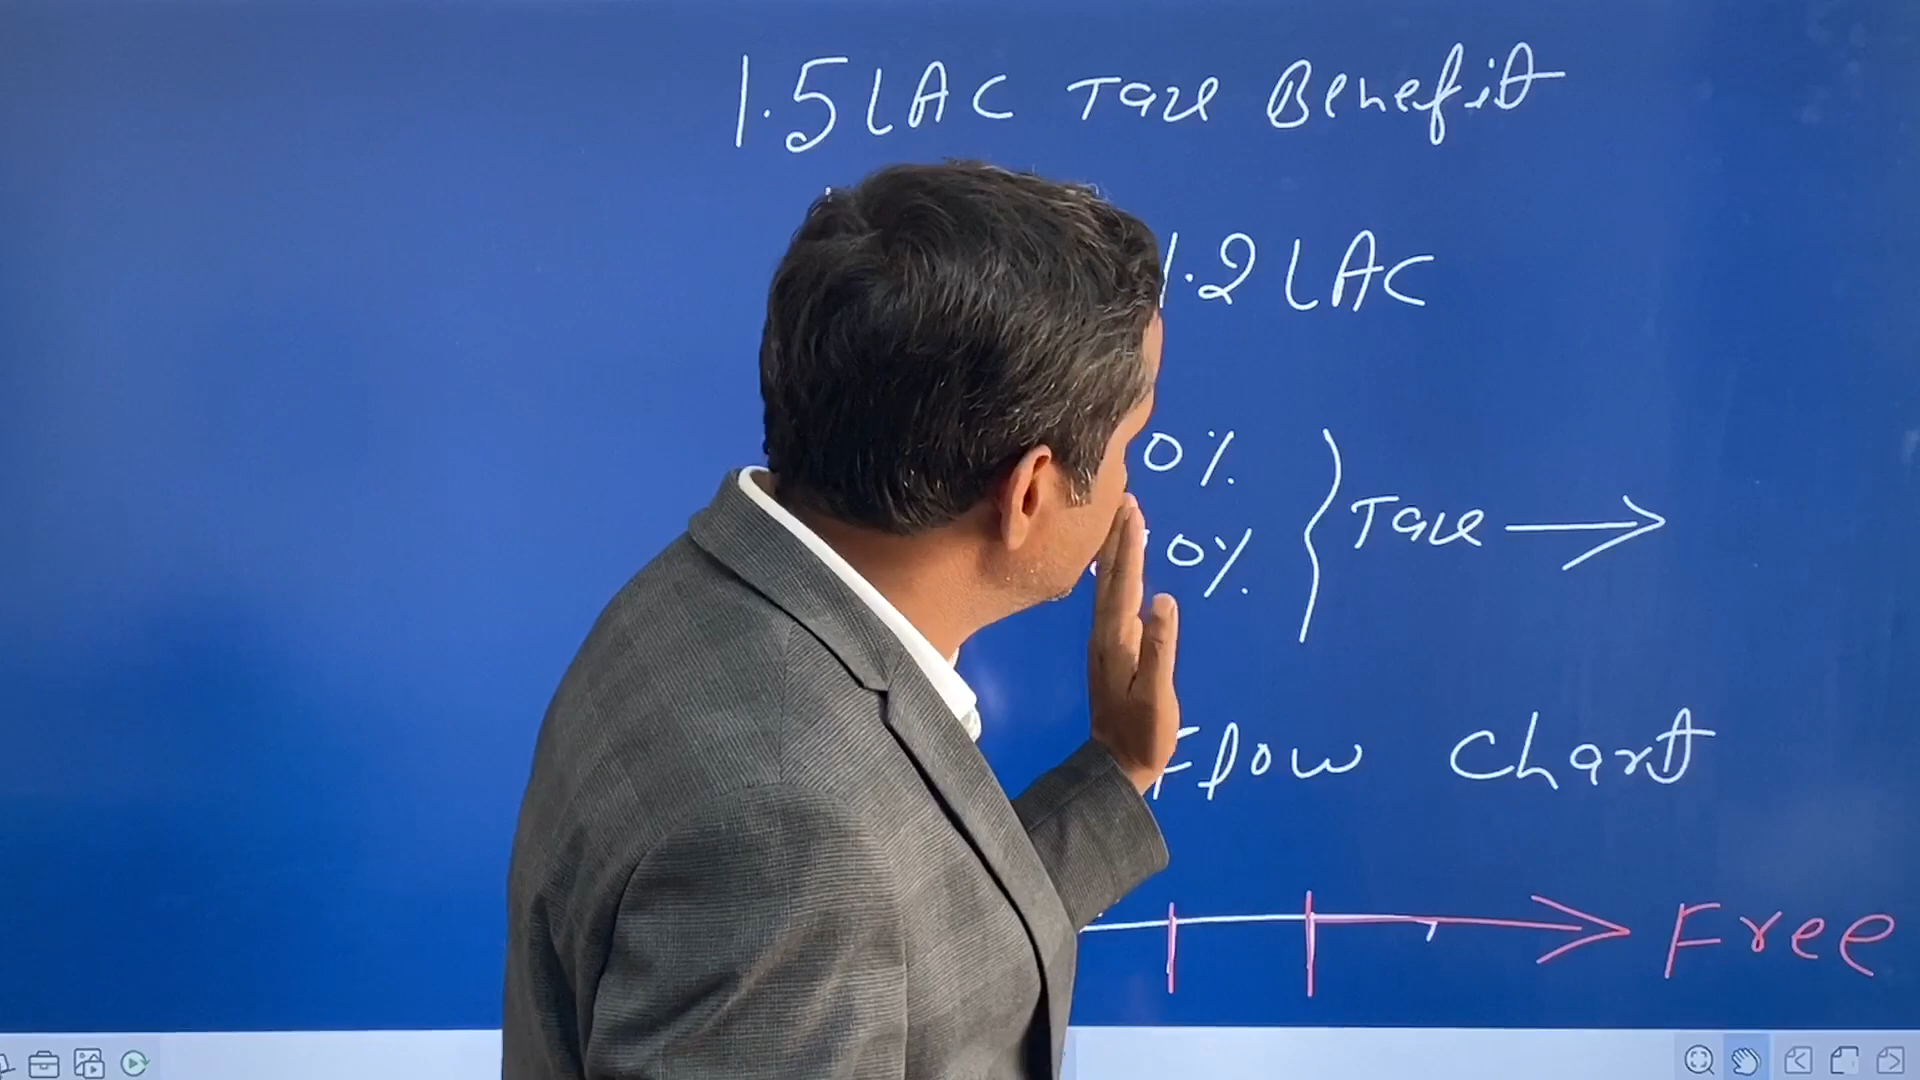 1.5 LAC Tax Benefit
1.2 LAC
0%
0%
Tax
Flow Chart
Free